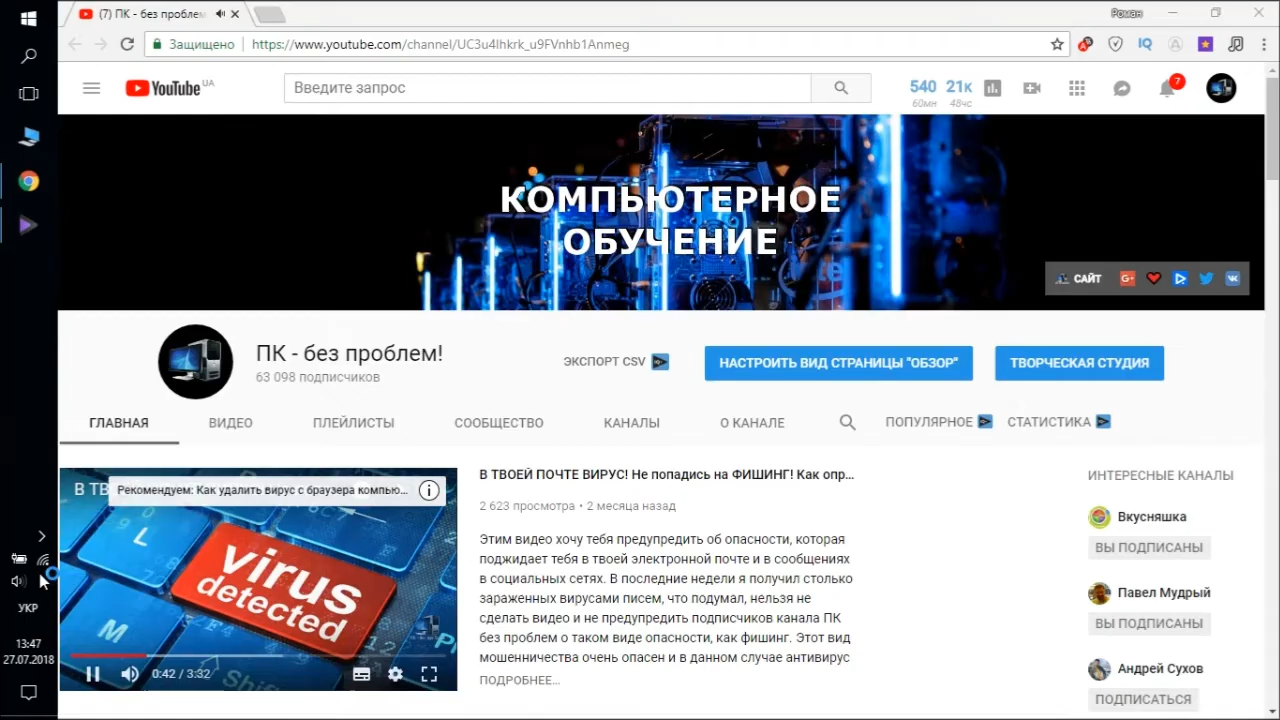 (7) ПК - без проблем
Роман
Защищено
https://www.youtube.com/channel/UC3u4lhkrk_u9FVnhb1Anmeg
YouTube UA
Введите запрос
540 21к
60мн 48чс
7
КОМПЬЮТЕРНОЕ
ОБУЧЕНИЕ
САЙТ
ПК - без проблем!
63 098 подписчиков
ЭКСПОРТ CSV
НАСТРОИТЬ ВИД СТРАНИЦЫ "ОБЗОР"
ТВОРЧЕСКАЯ СТУДИЯ
ГЛАВНАЯ ВИДЕО ПЛЕЙЛИСТЫ СООБЩЕСТВО КАНАЛЫ О КАНАЛЕ ПОПУЛЯРНОЕ СТАТИСТИКА
В ТВ
Рекомендуем: Как удалить вирус с браузера компью...
virus
detected
L
M
Shift
0:42 / 3:32
В ТВОЕЙ ПОЧТЕ ВИРУС! Не попадись на ФИШИНГ! Как опр...
2 623 просмотра • 2 месяца назад
Этим видео хочу тебя предупредить об опасности, которая
поджидает тебя в твоей электронной почте и в сообщениях
в социальных сетях. В последние недели я получил столько
зараженных вирусами писем, что подумал, нельзя не
сделать видео и не предупредить подписчиков канала ПК
без проблем о таком виде опасности, как фишинг. Этот вид
мошенничества очень опасен и в данном случае антивирус
ПОДРОБНЕЕ...
ИНТЕРЕСНЫЕ КАНАЛЫ
Вкусняшка
ВЫ ПОДПИСАНЫ
Павел Мудрый
ВЫ ПОДПИСАНЫ
Андрей Сухов
ПОДПИСАТЬСЯ
УКР
13:47
27.07.2018